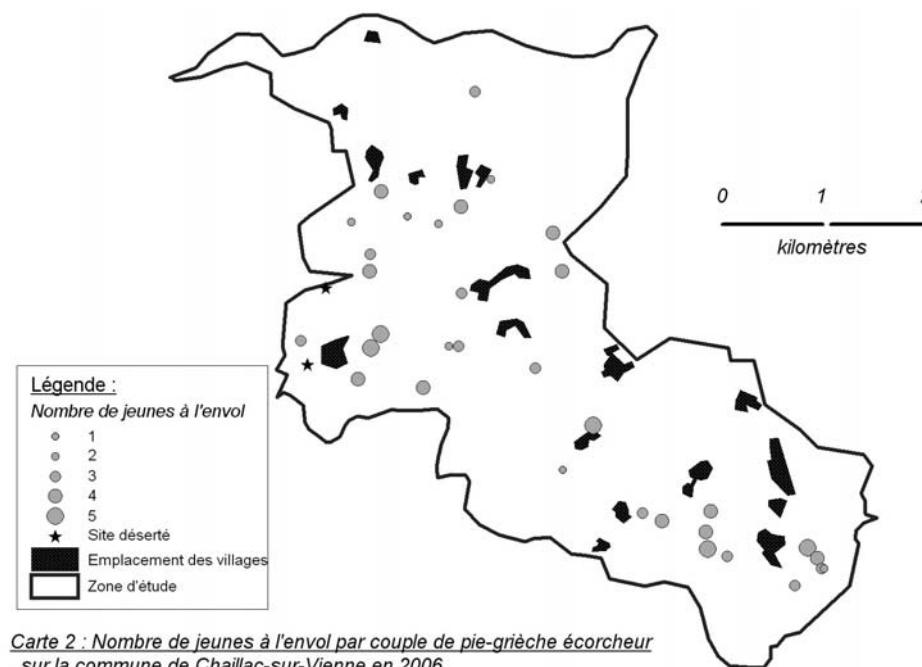 0 1
kilomètres
Légende :
Nombre de jeunes à l'envol
1
2
3
4
5
Site déserté
Emplacement des villages
Zone d'étude
Carte 2 : Nombre de jeunes à l'envol par couple de pie-grièche écorcheur
sur la commune de Chaillac-sur-Vienne en 2006